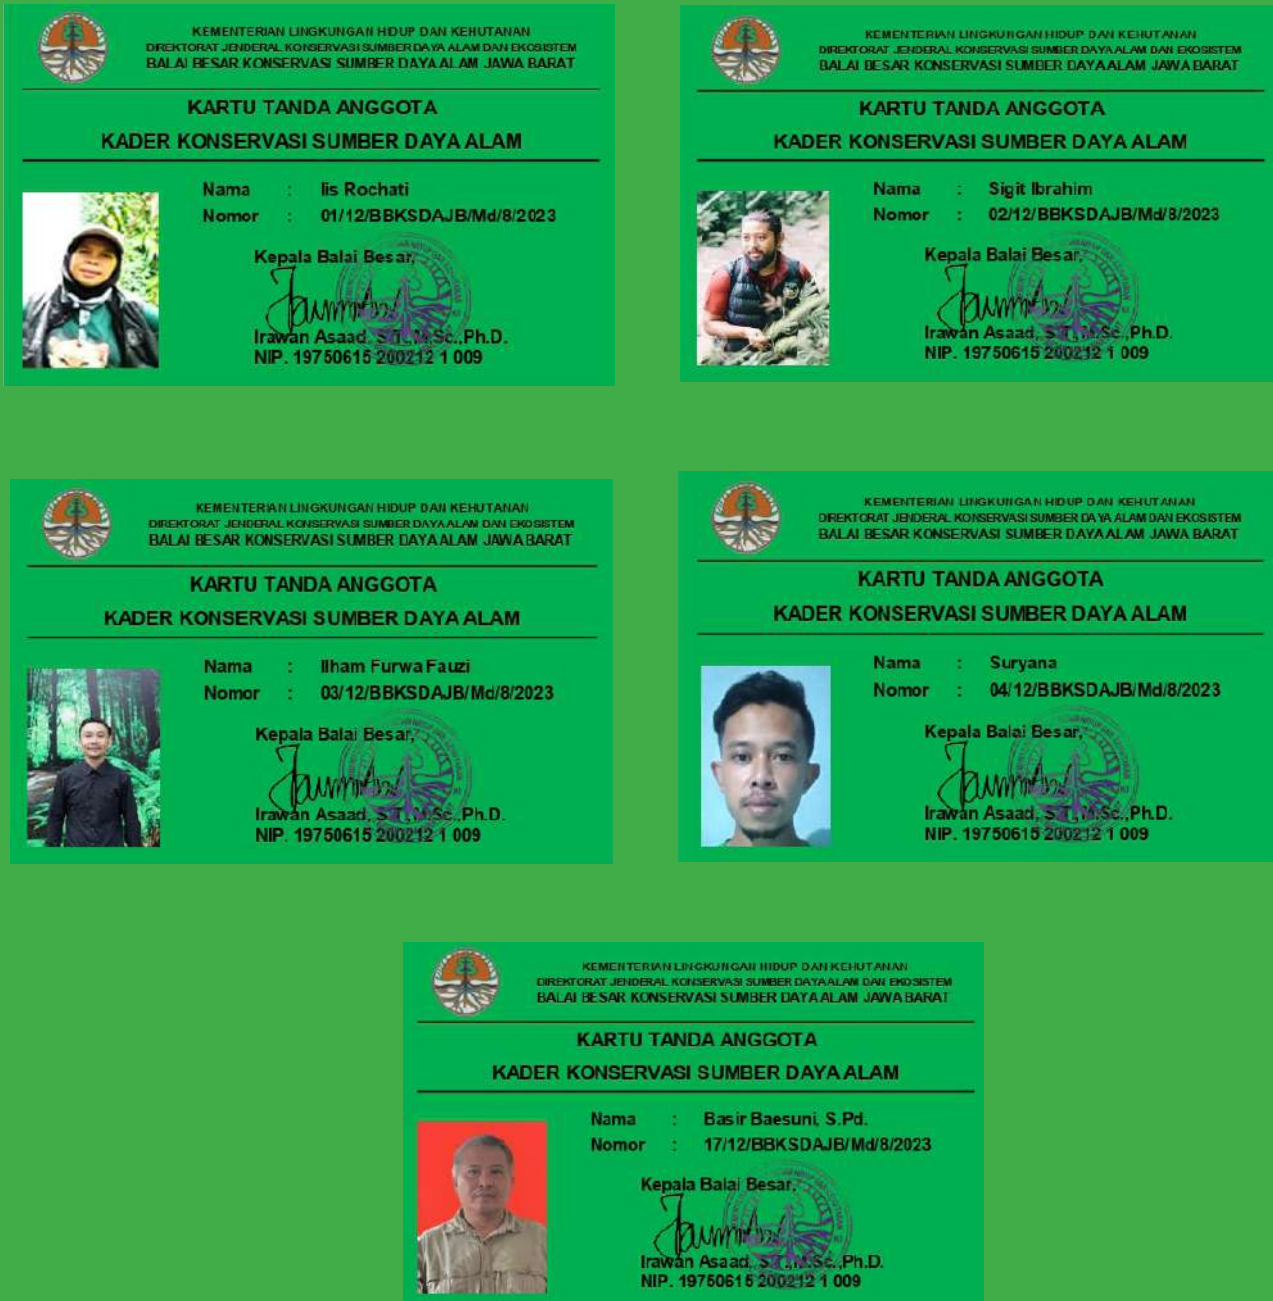 KEMENTERIAN LINGKUNGAN HIDUP DAN KEHUTANAN
DIREKTORAT JENDERAL KONSERVASI SUMBER DAYA ALAM DAN EKOSISTEM
BALAI BESAR KONSERVASI SUMBER DAYA ALAM JAWA BARAT
KARTU TANDA ANGGOTA
KADER KONSERVASI SUMBER DAYA ALAM
Nama : Iis Rochati
Nomor : 01/12/BBKSDAJB/Md/8/2023
Kepala Balai Besar,
Irawan Asaad, S.T., M.Sc., Ph.D.
NIP. 19750615 200212 1 009
KEMENTERIAN LINGKUNGAN HIDUP DAN KEHUTANAN
DIREKTORAT JENDERAL KONSERVASI SUMBER DAYA ALAM DAN EKOSISTEM
BALAI BESAR KONSERVASI SUMBER DAYA ALAM JAWA BARAT
KARTU TANDA ANGGOTA
KADER KONSERVASI SUMBER DAYA ALAM
Nama : Sigit Ibrahim
Nomor : 02/12/BBKSDAJB/Md/8/2023
Kepala Balai Besar,
Irawan Asaad, S.T., M.Sc., Ph.D.
NIP. 19750615 200212 1 009
KEMENTERIAN LINGKUNGAN HIDUP DAN KEHUTANAN
DIREKTORAT JENDERAL KONSERVASI SUMBER DAYA ALAM DAN EKOSISTEM
BALAI BESAR KONSERVASI SUMBER DAYA ALAM JAWA BARAT
KARTU TANDA ANGGOTA
KADER KONSERVASI SUMBER DAYA ALAM
Nama : Ilham Furwa Fauzi
Nomor : 03/12/BBKSDAJB/Md/8/2023
Kepala Balai Besar,
Irawan Asaad, S.T., M.Sc., Ph.D.
NIP. 19750615 200212 1 009
KEMENTERIAN LINGKUNGAN HIDUP DAN KEHUTANAN
DIREKTORAT JENDERAL KONSERVASI SUMBER DAYA ALAM DAN EKOSISTEM
BALAI BESAR KONSERVASI SUMBER DAYA ALAM JAWA BARAT
KARTU TANDA ANGGOTA
KADER KONSERVASI SUMBER DAYA ALAM
Nama : Suryana
Nomor : 04/12/BBKSDAJB/Md/8/2023
Kepala Balai Besar,
Irawan Asaad, S.T., M.Sc., Ph.D.
NIP. 19750615 200212 1 009
KEMENTERIAN LINGKUNGAN HIDUP DAN KEHUTANAN
DIREKTORAT JENDERAL KONSERVASI SUMBER DAYA ALAM DAN EKOSISTEM
BALAI BESAR KONSERVASI SUMBER DAYA ALAM JAWA BARAT
KARTU TANDA ANGGOTA
KADER KONSERVASI SUMBER DAYA ALAM
Nama : Basir Baesuni, S.Pd.
Nomor : 17/12/BBKSDAJB/Md/8/2023
Kepala Balai Besar,
Irawan Asaad, S.T., M.Sc., Ph.D.
NIP. 19750615 200212 1 009